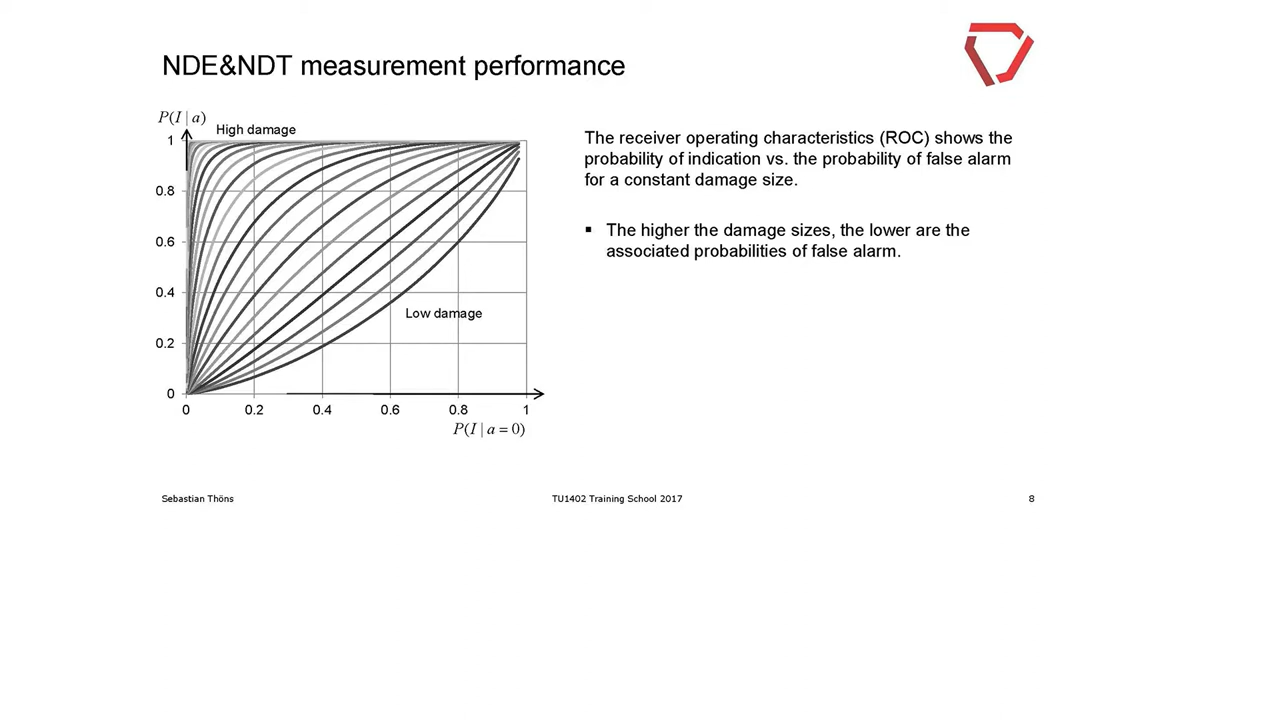 NDE&NDT measurement performance
P(I | a)
High damage
1
0.8
0.6
0.4
0.2
0
Low damage
0 0.2 0.4 0.6 0.8 1
P(I | a = 0)
The receiver operating characteristics (ROC) shows the
probability of indication vs. the probability of false alarm
for a constant damage size.
▪ The higher the damage sizes, the lower are the
associated probabilities of false alarm.
Sebastian Thöns TU1402 Training School 2017 8